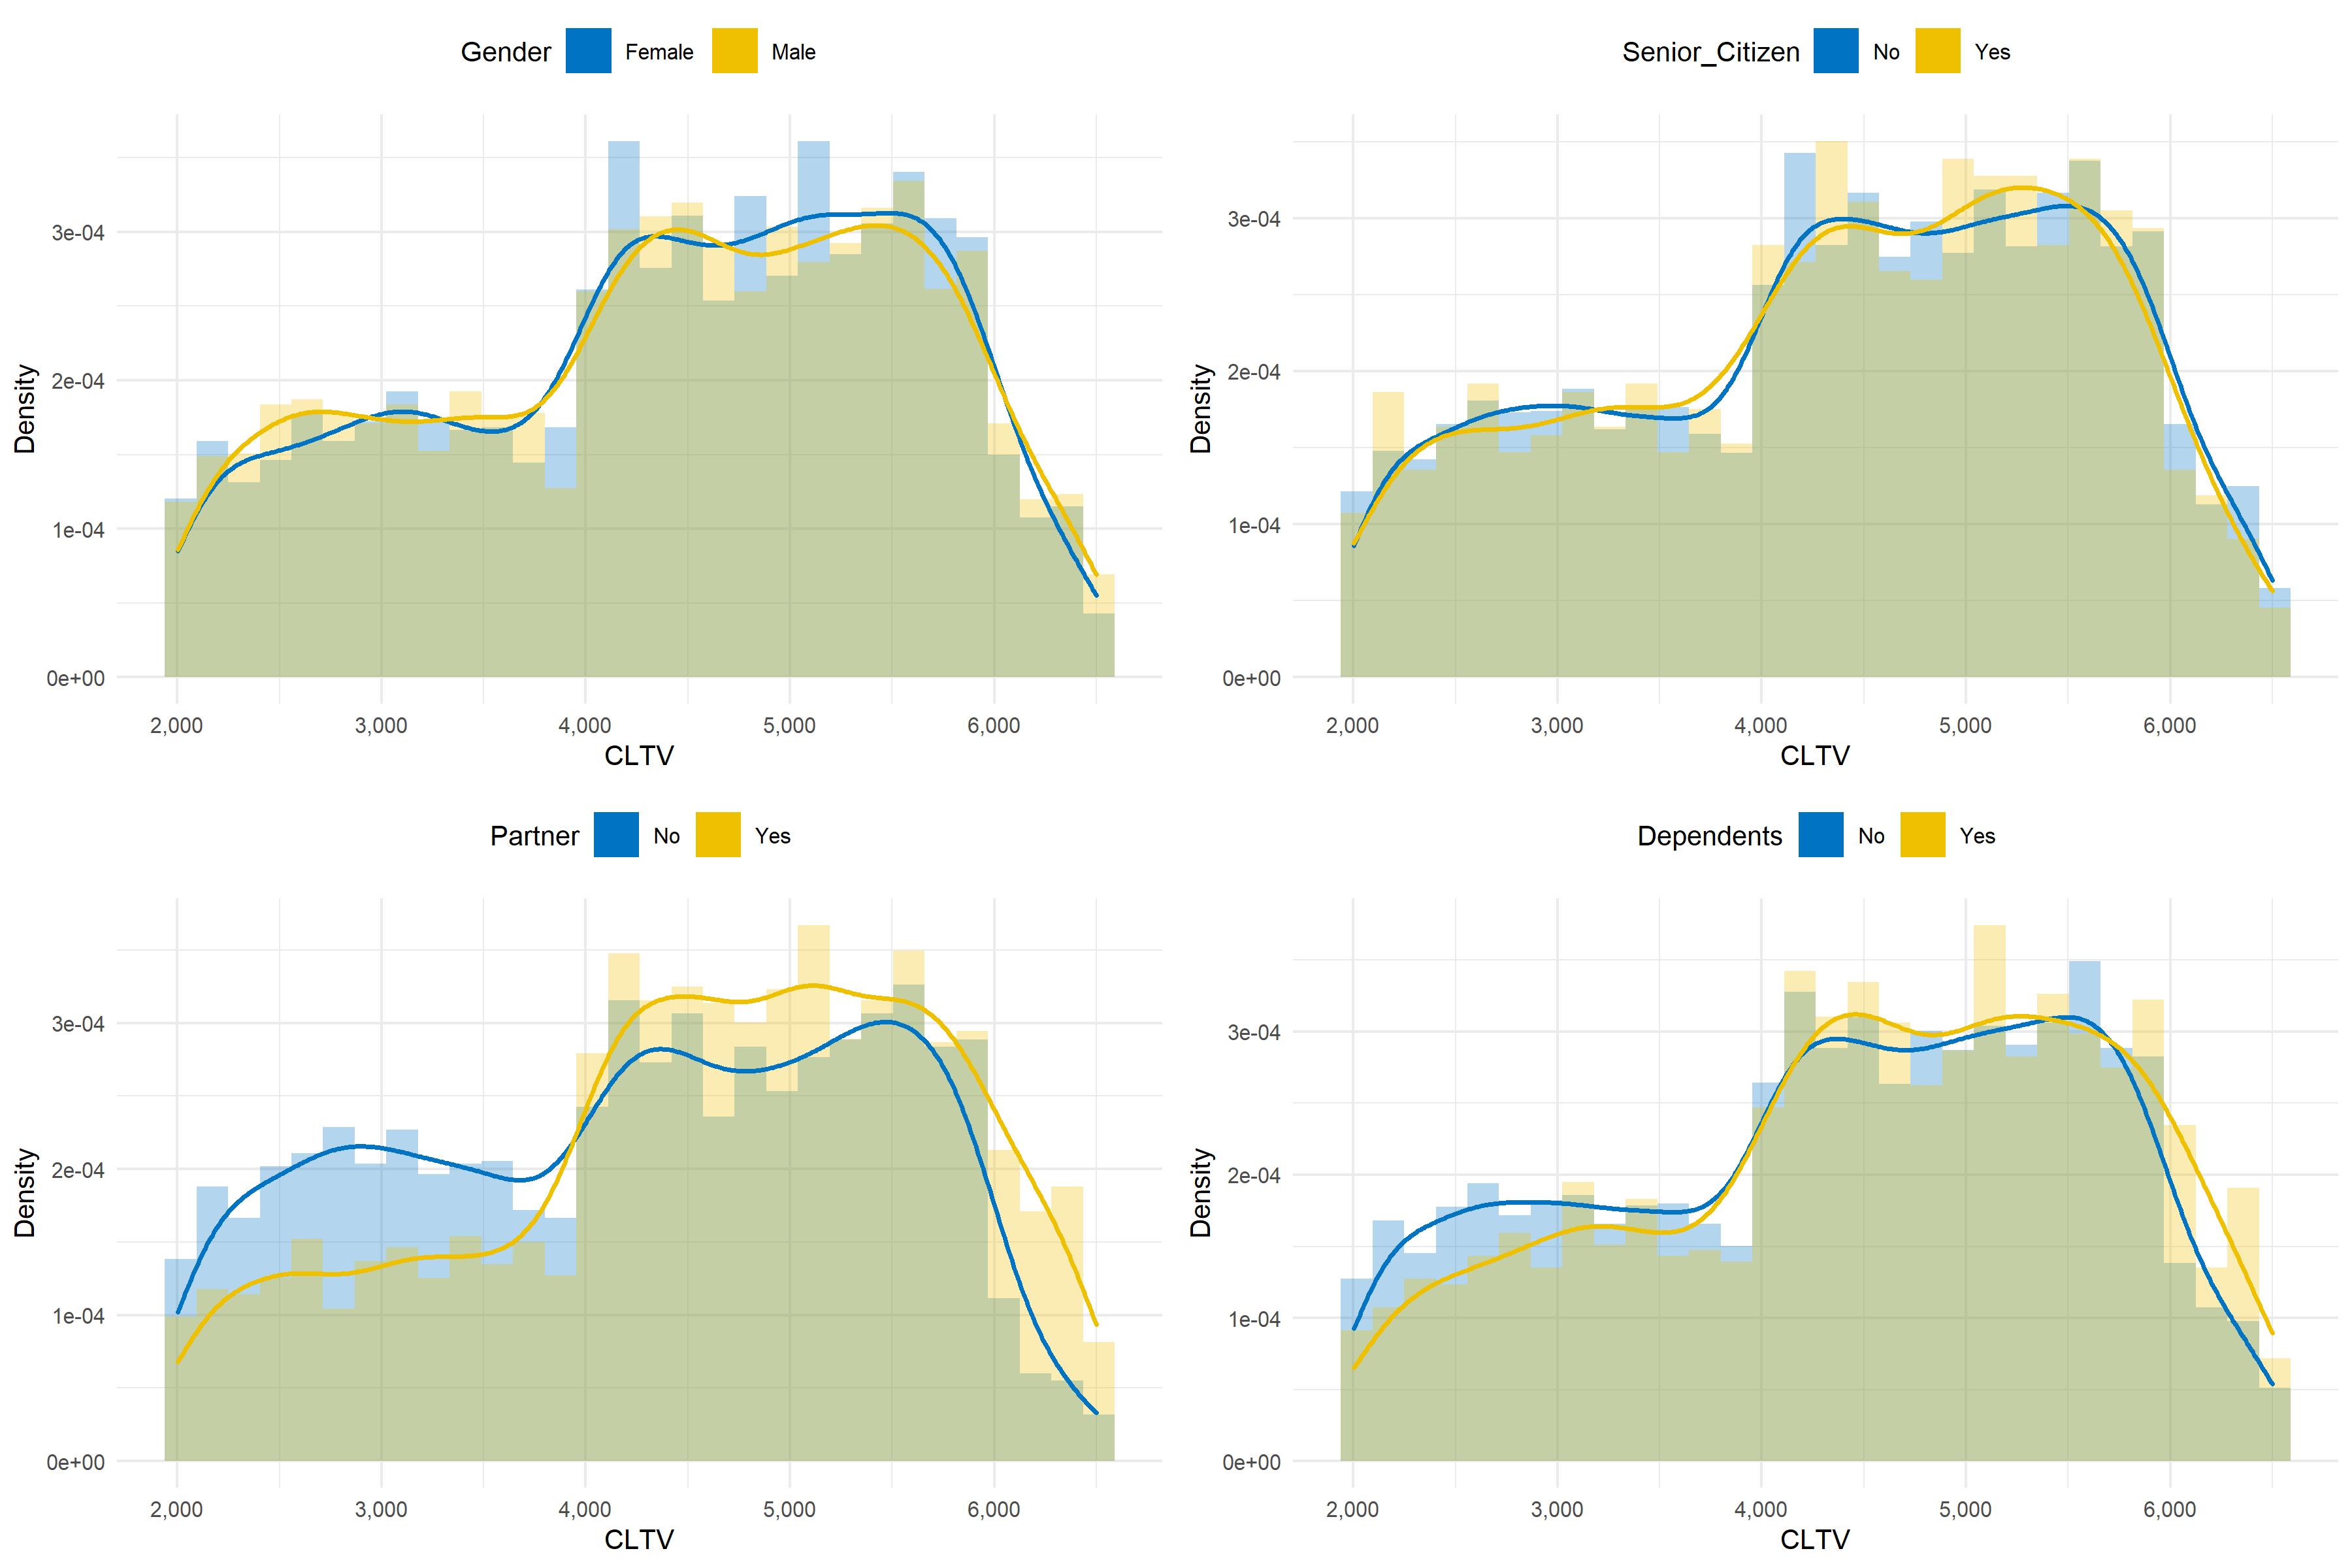 Gender Female Male
3e-04
2e-04
1e-04
0e+00
Density
2,000 3,000 4,000 5,000 6,000
CLTV
Senior_Citizen No Yes
3e-04
2e-04
1e-04
0e+00
Density
2,000 3,000 4,000 5,000 6,000
CLTV
Partner No Yes
3e-04
2e-04
1e-04
0e+00
Density
2,000 3,000 4,000 5,000 6,000
CLTV
Dependents No Yes
3e-04
2e-04
1e-04
0e+00
Density
2,000 3,000 4,000 5,000 6,000
CLTV